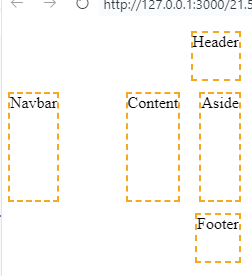 http://127.0.0.1:3000/21.5
Header
Navbar Content Aside
Footer